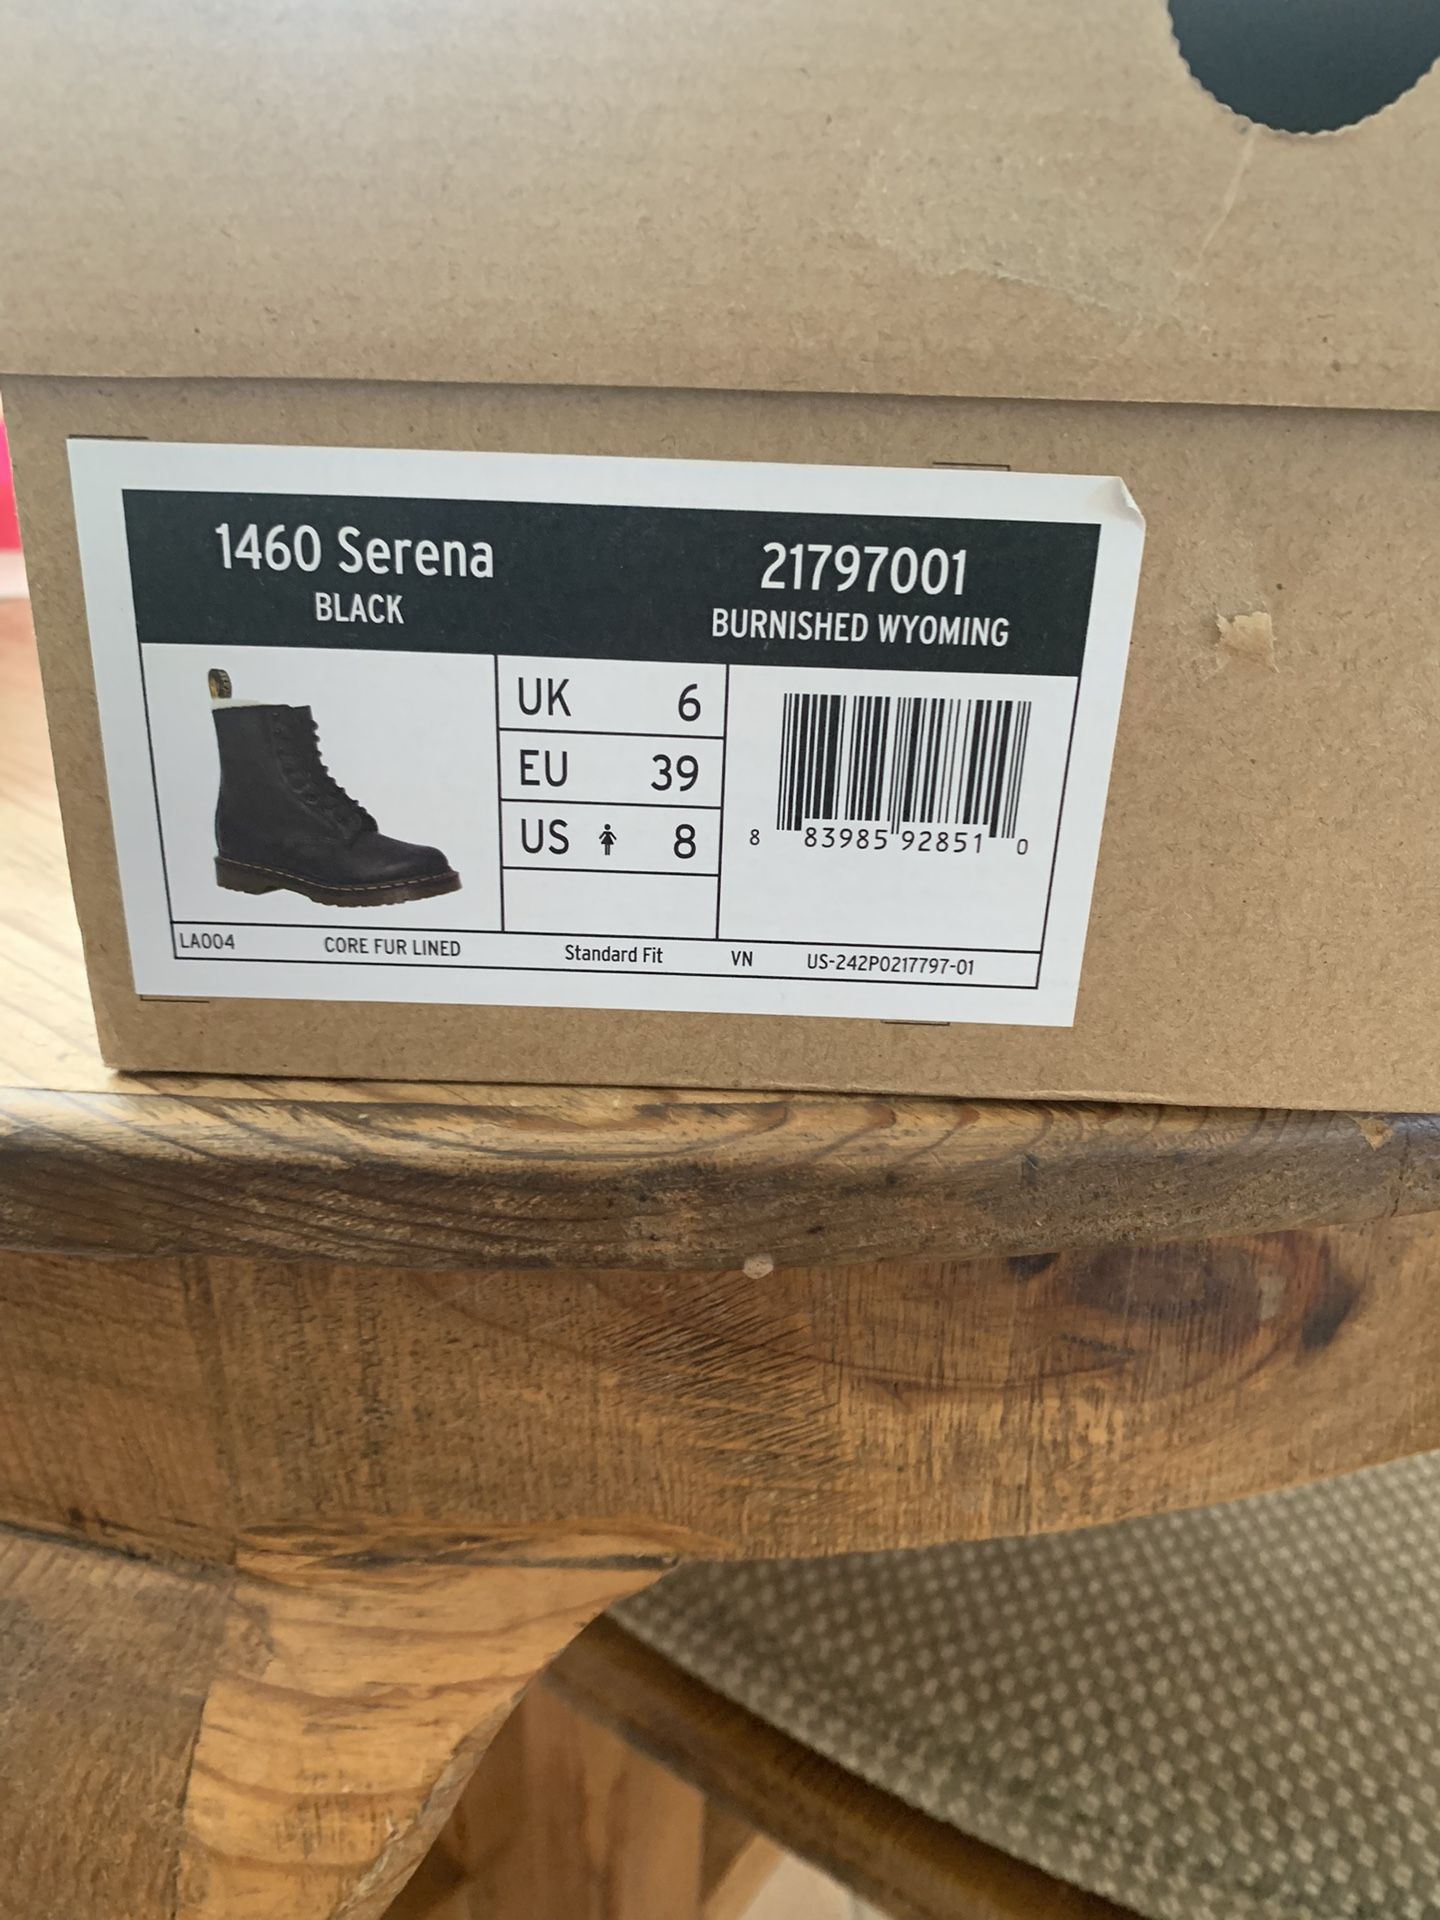 1460 Serena
BLACK
21797001
BURNISHED WYOMING
UK 6
EU 39
US 8
8 83985 92851 0
LA004 CORE FUR LINED Standard Fit VN US-242P0217797-01